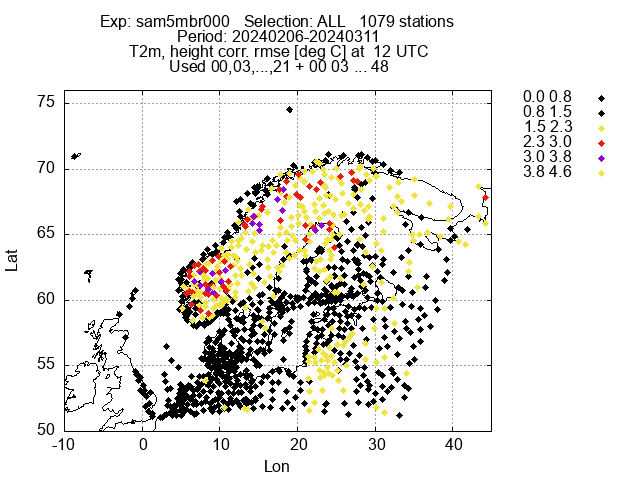 Exp: sam5mbr000   Selection: ALL   1079 stations
Period: 20240206-20240311
T2m, height corr. rmse [deg C] at  12 UTC
Used 00,03,...,21 + 00 03 ... 48
0.0 0.8
0.8 1.5
1.5 2.3
2.3 3.0
3.0 3.8
3.8 4.6
75
70
65
60
55
50
Lat
-10 0 10 20 30 40
Lon